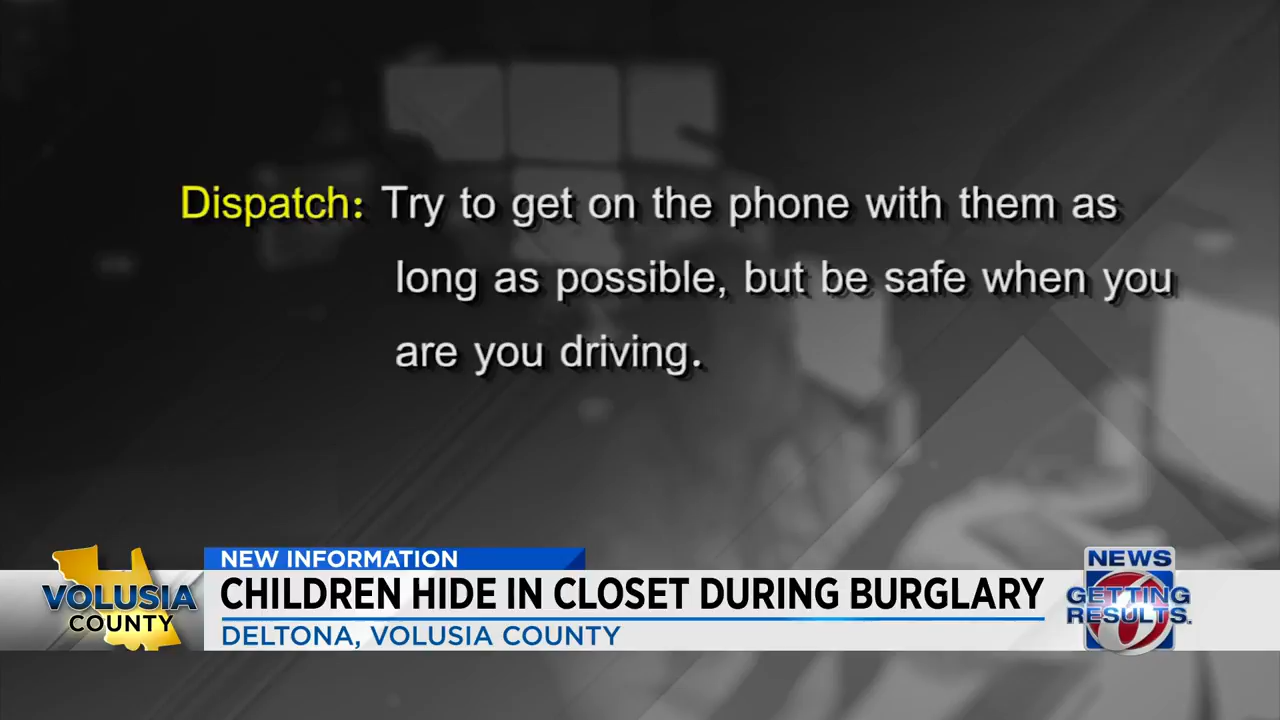 Dispatch: Try to get on the phone with them as
long as possible, but be safe when you
are you driving.
NEW INFORMATION
CHILDREN HIDE IN CLOSET DURING BURGLARY
DELTONA, VOLUSIA COUNTY
VOLUSIA
COUNTY
NEWS
6
GETTING
RESULTS.